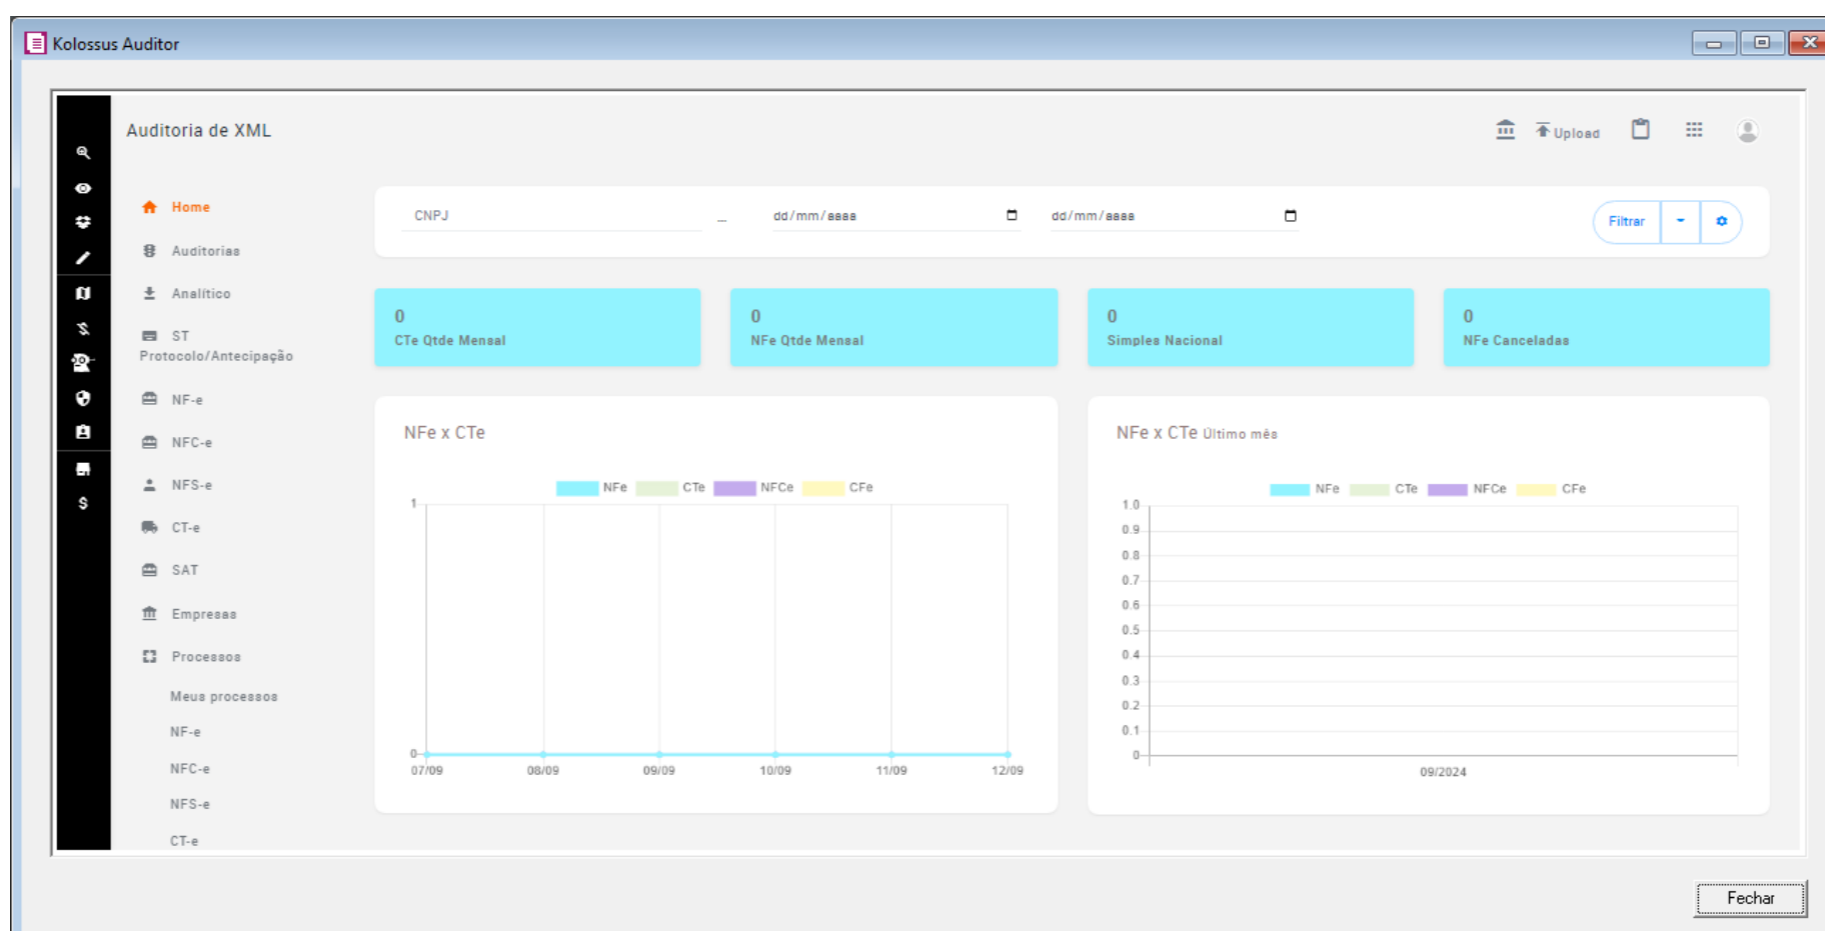 Kolossus Auditor
Auditoria de XML
Upload
Home
Auditorias
Analítico
ST
Protocolo/Antecipação
NF-e
NFC-e
NFS-e
CT-e
SAT
Empresas
Processos
Meus processos
NF-e
NFC-e
NFS-e
CT-e
CNPJ
dd/mm/aaaa
dd/mm/aaaa
Filtrar
0
CTe Qtde Mensal
0
NFe Qtde Mensal
0
Simples Nacional
0
NFe Canceladas
NFe x CTe
NFe CTe NFCe CFe
1
0
07/09 08/09 09/09 10/09 11/09 12/09
NFe x CTe Último mês
NFe CTe NFCe CFe
1.0
0.9
0.8
0.7
0.6
0.5
0.4
0.3
0.2
0.1
0
09/2024
Fechar